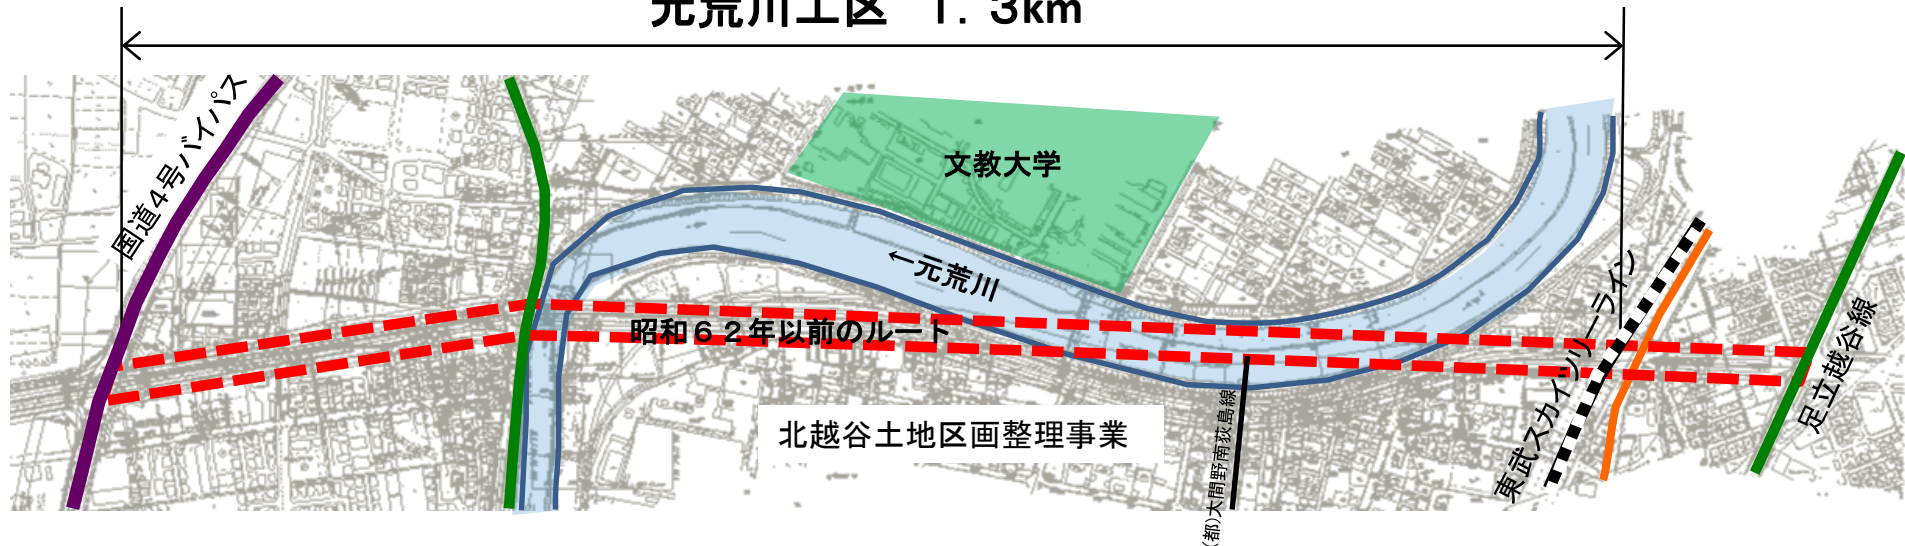 元荒川工区　1．3km
国道4号バイパス
文教大学
←元荒川
昭和６２年以前のルート
北越谷土地区画整理事業
(都)大間野南荻島線
東武スカイツリーライン
足立越谷線